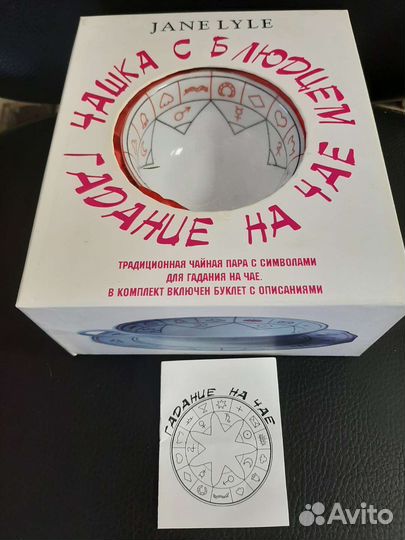 JANE LYLE
ЧАШКА С БЛЮДЦЕМ
ГАДАНИЕ НА ЧАЕ
ТРАДИЦИОННАЯ ЧАЙНАЯ ПАРА С СИМВОЛАМИ
ДЛЯ ГАДАНИЯ НА ЧАЕ.
В КОМПЛЕКТ ВКЛЮЧЕН БУКЛЕТ С ОПИСАНИЯМИ
ГАДАНИЕ НА ЧАЕ
Avito